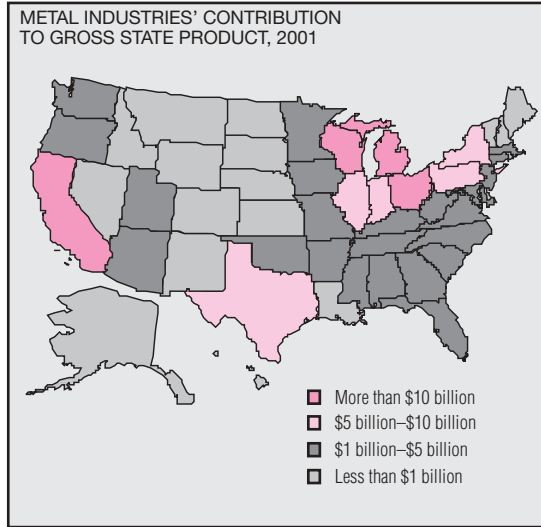 METAL INDUSTRIES' CONTRIBUTION
TO GROSS STATE PRODUCT, 2001
More than $10 billion
$5 billion–$10 billion
$1 billion–$5 billion
Less than $1 billion